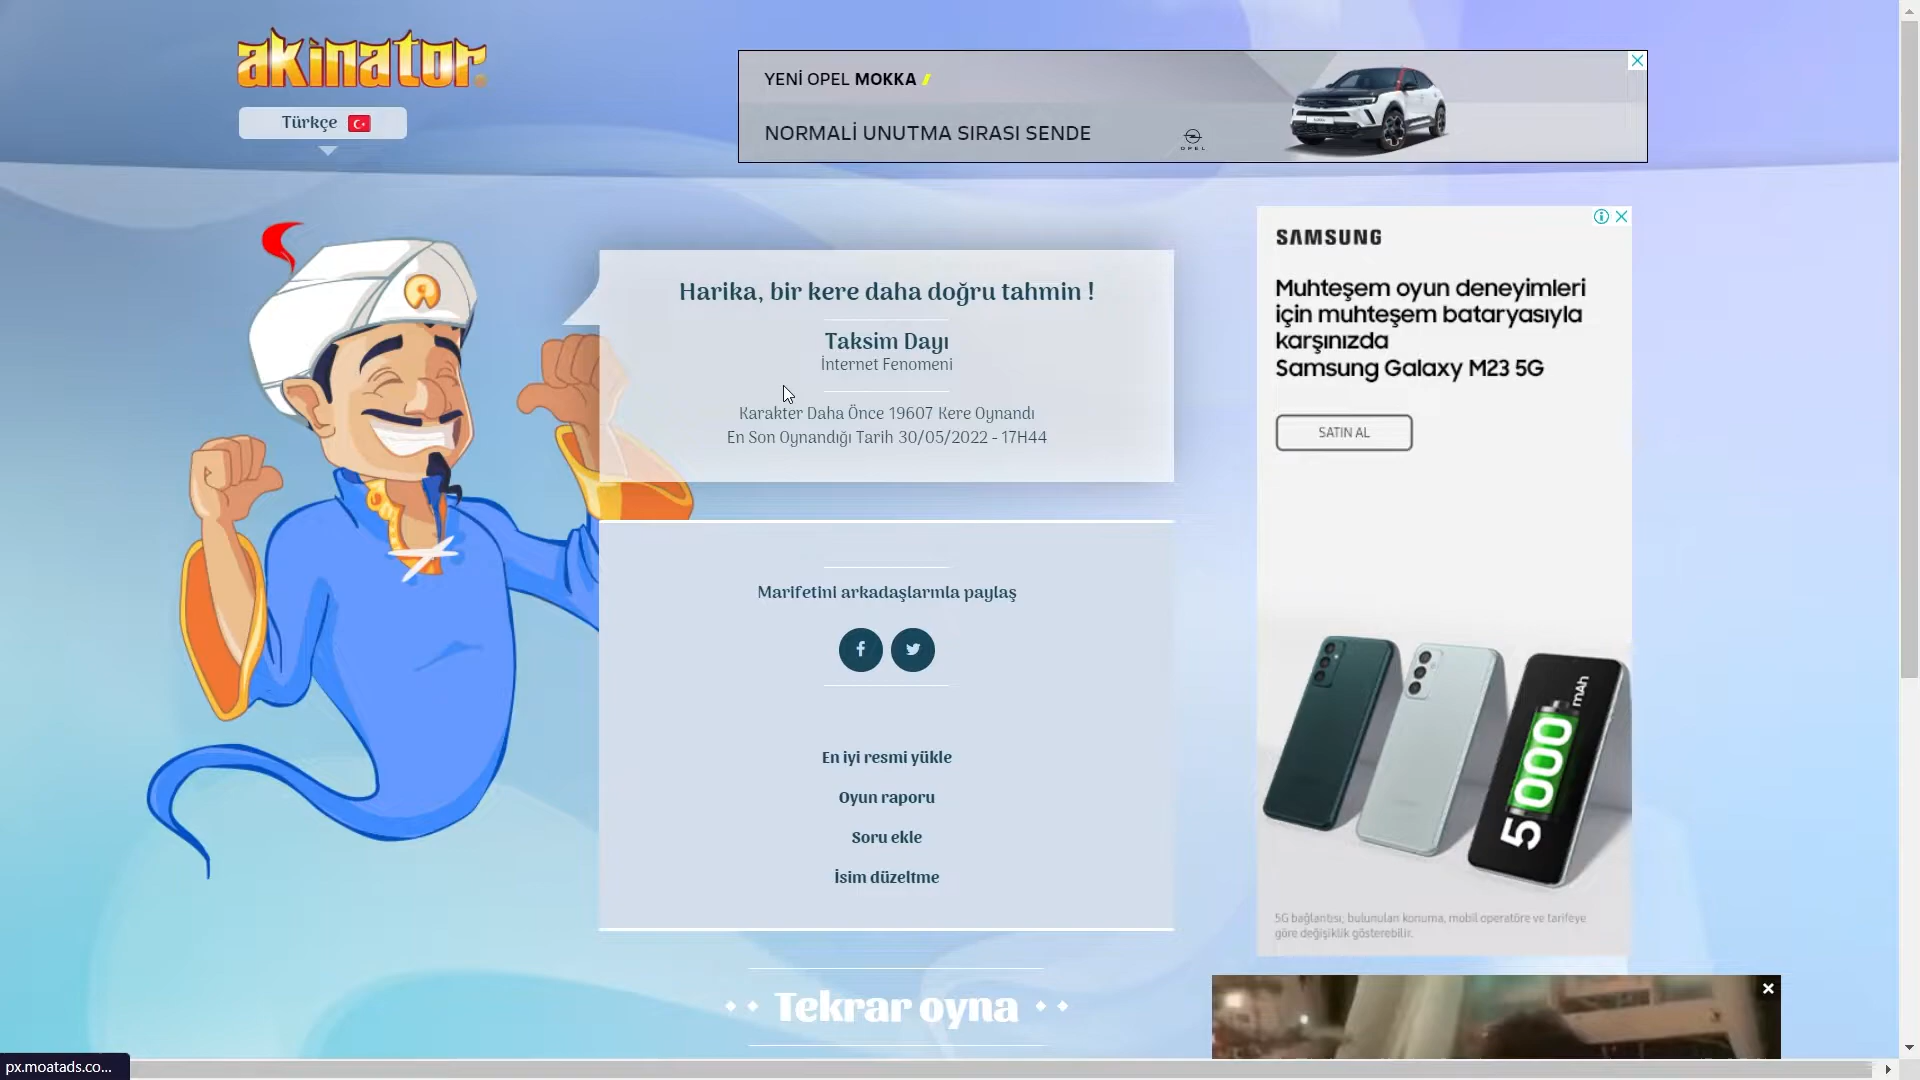 akinator
Türkçe
YENİ OPEL MOKKA
NORMALİ UNUTMA SIRASI SENDE
OPEL
Harika, bir kere daha doğru tahmin !
Taksim Dayı
İnternet Fenomeni
Karakter Daha Önce 19607 Kere Oynandı
En Son Oynandığı Tarih 30/05/2022 - 17H44
Marifetini arkadaşlarınla paylaş
En iyi resmi yükle
Oyun raporu
Soru ekle
İsim düzeltme
Tekrar oyna
SAMSUNG
Muhteşem oyun deneyimleri
için muhteşem bataryasıyla
karşınızda
Samsung Galaxy M23 5G
SATIN AL
5000 mAh
5G bağlantısı, bulunulan konuma, mobil operatöre ve tarifeye
göre değişiklik gösterebilir.
px.moatads.co...